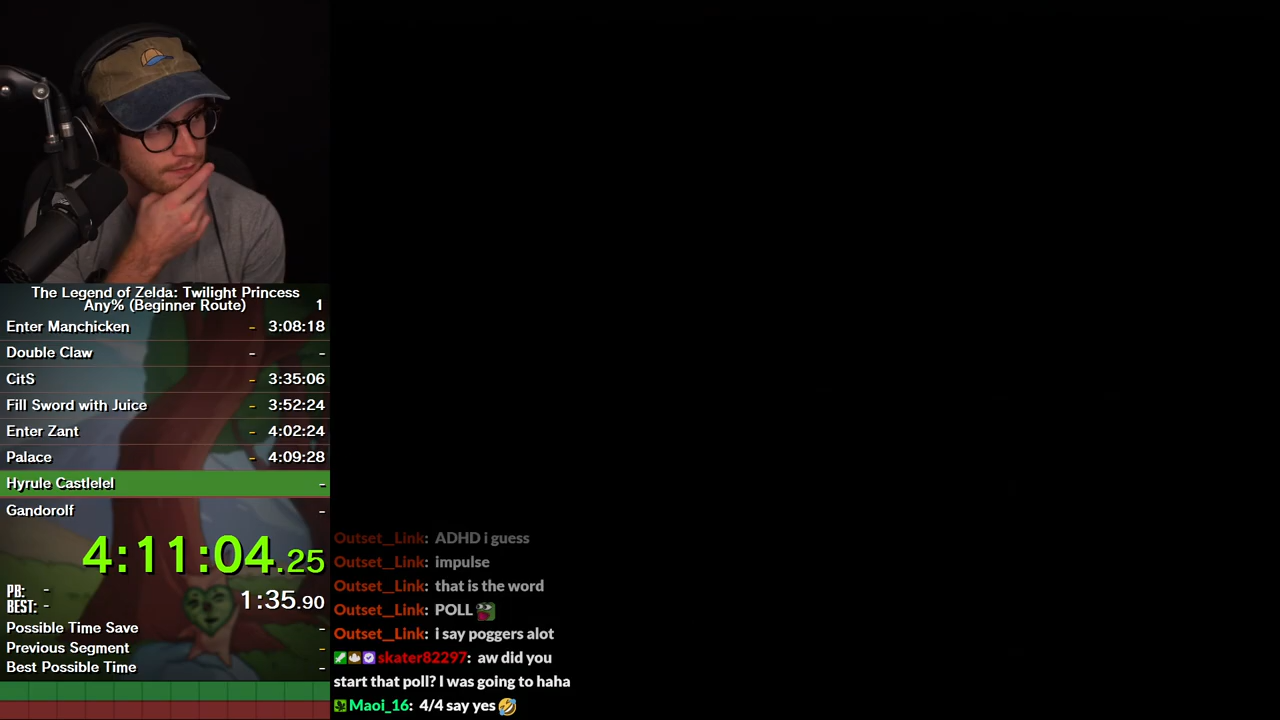 The Legend of Zelda: Twilight Princess
Any% (Beginner Route) 1
Enter Manchicken - 3:08:18
Double Claw - -
CitS - 3:35:06
Fill Sword with Juice - 3:52:24
Enter Zant - 4:02:24
Palace - 4:09:28
Hyrule Castlelel -
Gandorolf -
4:11:04.25
PB: -
BEST: -
1:35.90
Possible Time Save -
Previous Segment -
Best Possible Time -
Outset_Link: ADHD i guess
Outset_Link: impulse
Outset_Link: that is the word
Outset_Link: POLL
Outset_Link: i say poggers alot
skater82297: aw did you
start that poll? I was going to haha
Maoi_16: 4/4 say yes 🤣